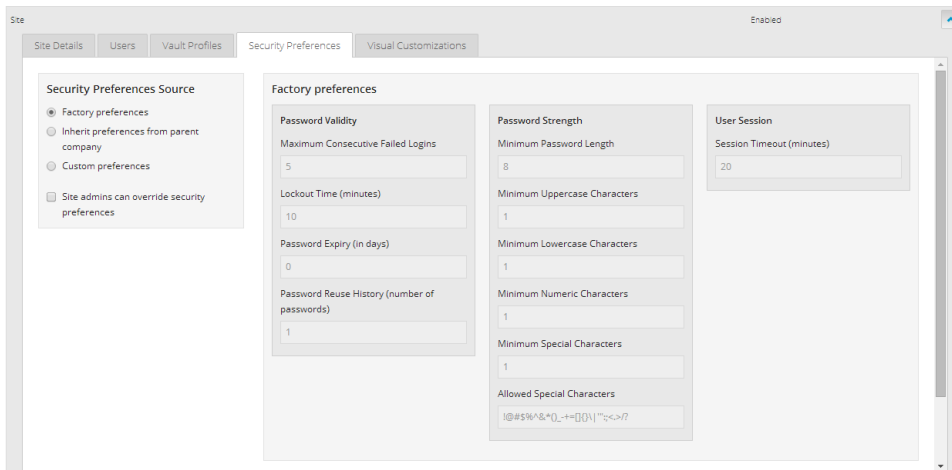 Site
Enabled
Site Details
Users
Vault Profiles
Security Preferences
Visual Customizations
Security Preferences Source
Factory preferences
Inherit preferences from parent
company
Custom preferences
Site admins can override security
preferences
Factory preferences
Password Validity
Maximum Consecutive Failed Logins
5
Lockout Time (minutes)
10
Password Expiry (in days)
0
Password Reuse History (number of
passwords)
1
Password Strength
Minimum Password Length
8
Minimum Uppercase Characters
1
Minimum Lowercase Characters
1
Minimum Numeric Characters
1
Minimum Special Characters
1
Allowed Special Characters
!@#$%^&*()_-+=[]{}\|'":;<,>/?
User Session
Session Timeout (minutes)
20